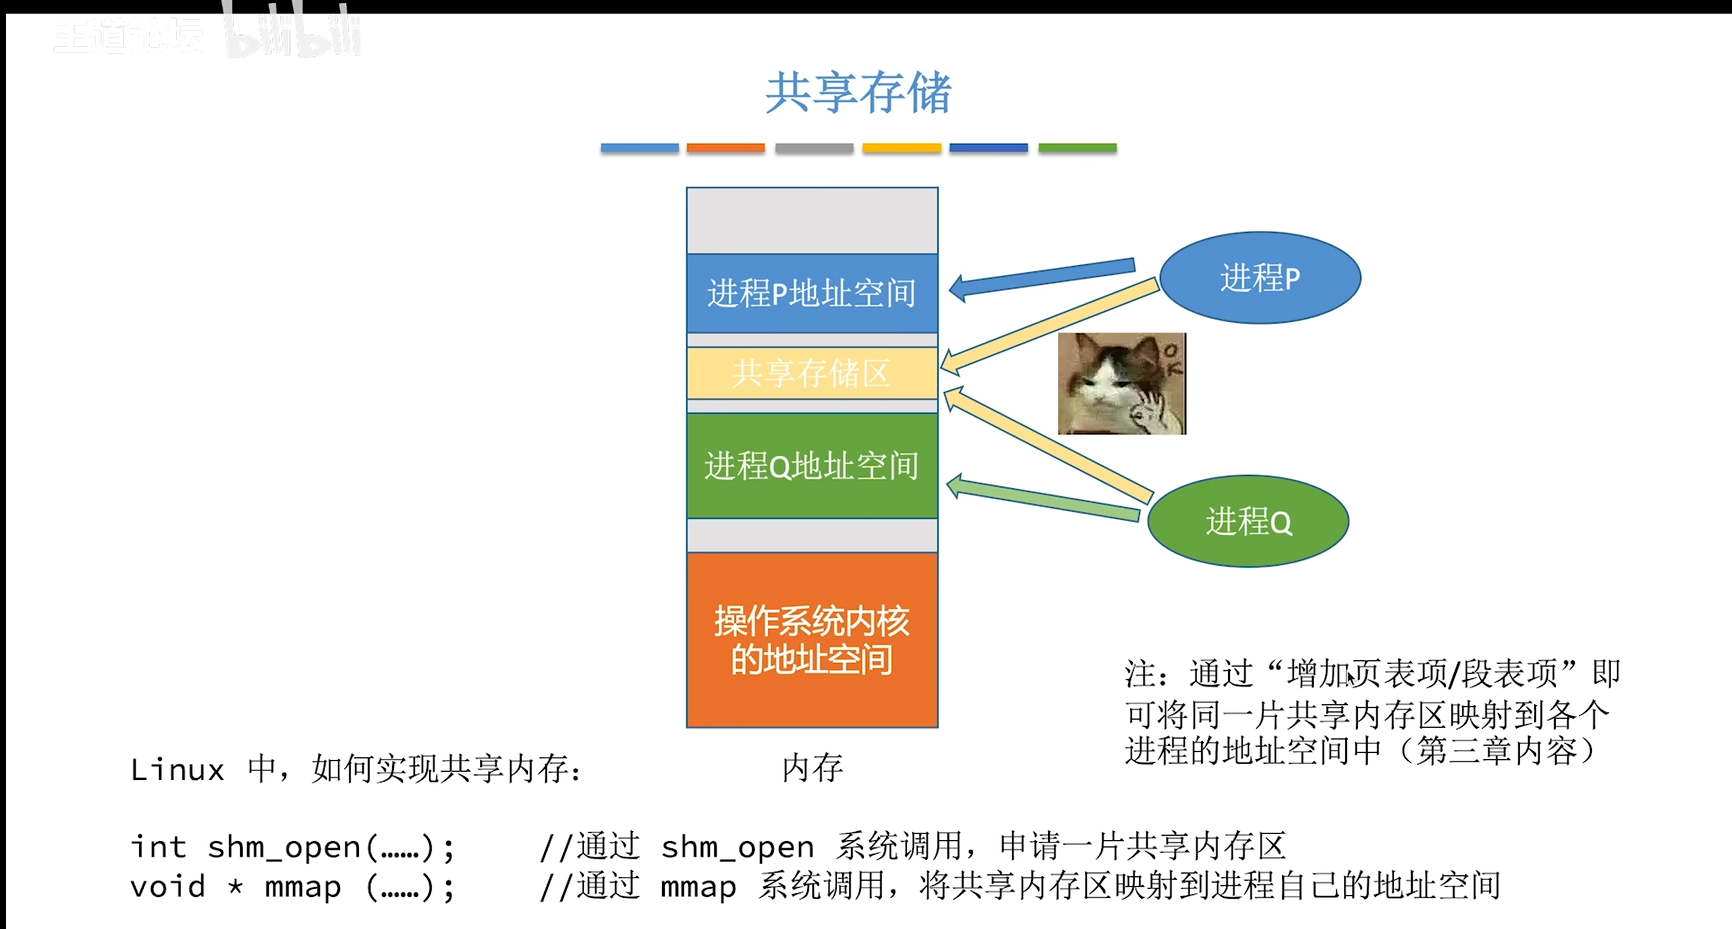 王道论坛 bilibili
共享存储
进程P地址空间
共享存储区
进程Q地址空间
操作系统内核
的地址空间
内存
进程P
OK
进程Q
注：通过“增加页表项/段表项”即
可将同一片共享内存区映射到各个
进程的地址空间中（第三章内容）
Linux 中，如何实现共享内存：
int shm_open(……); //通过 shm_open 系统调用，申请一片共享内存区
void * mmap (……); //通过 mmap 系统调用，将共享内存区映射到进程自己的地址空间